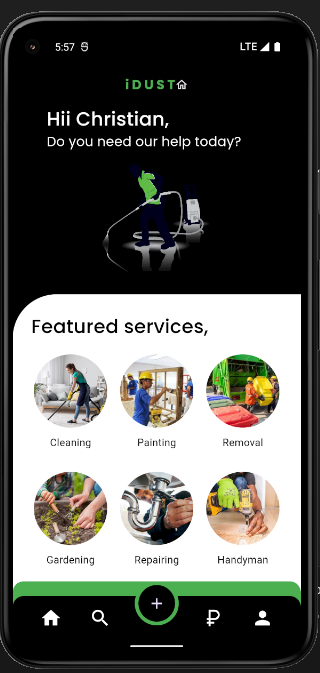 5:57
LTE
iDUST
Hii Christian,
Do you need our help today?
Featured services,
Cleaning
Painting
Removal
Gardening
Repairing
Handyman
+
₽